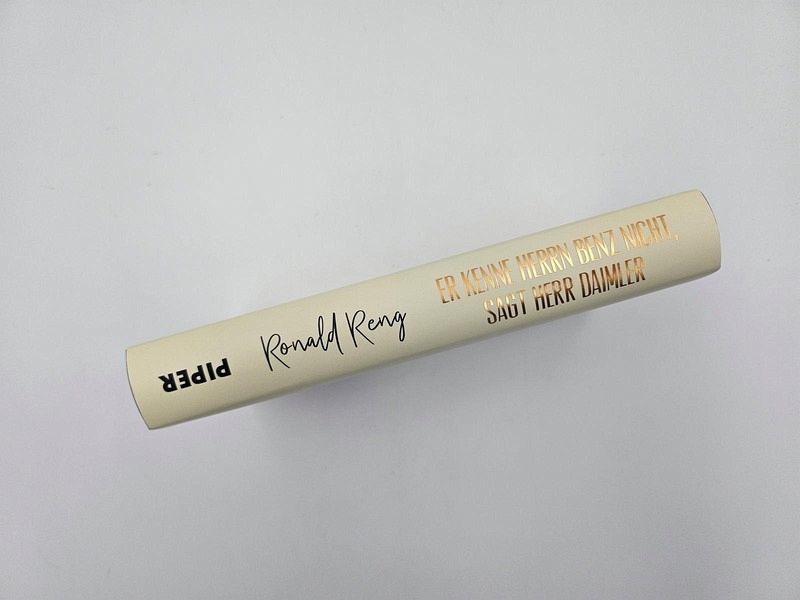 ER KENNE HERRN BENZ NICHT,
SAGT HERR DAIMLER
Ronald Reng
PIPER